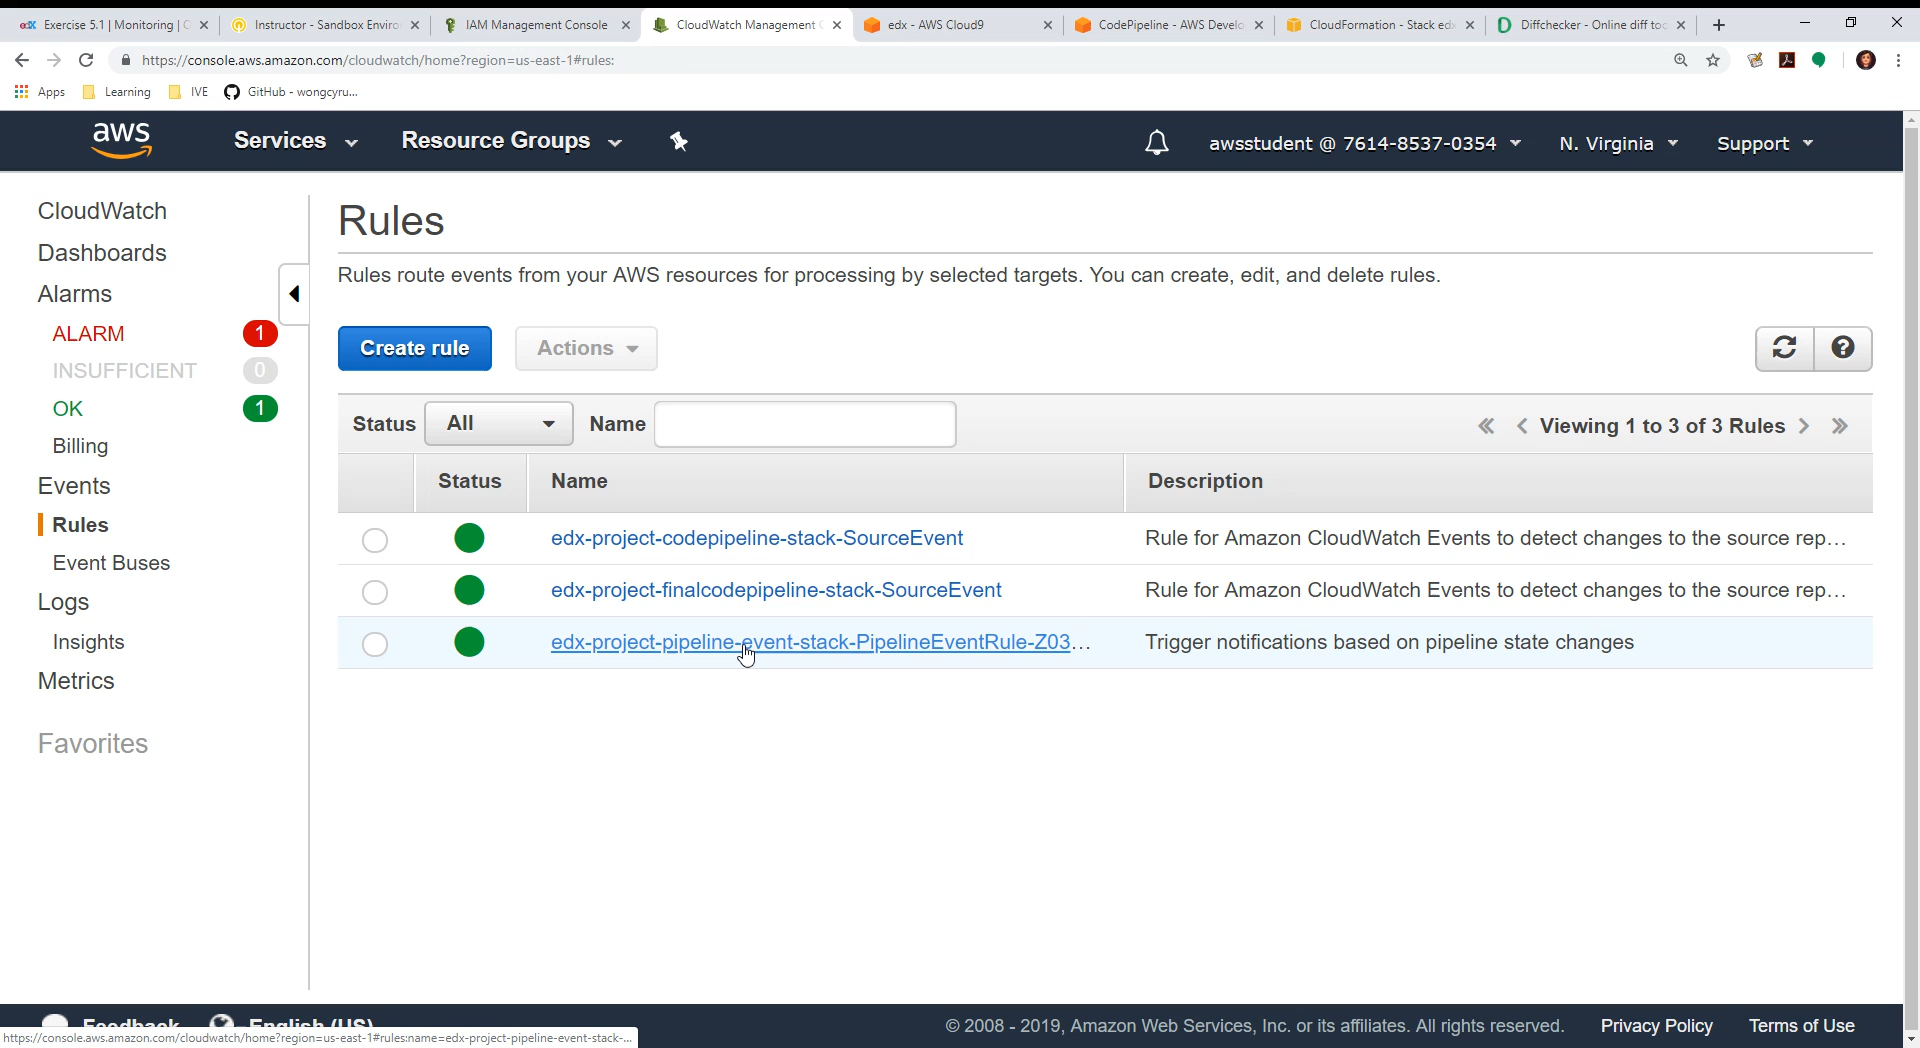 edX Exercise 5.1 | Monitoring | C
Instructor - Sandbox Enviro
IAM Management Console
CloudWatch Management C
edx - AWS Cloud9
CodePipeline - AWS Develo
CloudFormation - Stack edx
Diffchecker - Online diff too
https://console.aws.amazon.com/cloudwatch/home?region=us-east-1#rules:
Apps
Learning
IVE
GitHub - wongcyru...
aws
Services
Resource Groups
awsstudent @ 7614-8537-0354
N. Virginia
Support
CloudWatch
Dashboards
Alarms
ALARM 1
INSUFFICIENT 0
OK 1
Billing
Events
Rules
Event Buses
Logs
Insights
Metrics
Favorites
Rules
Rules route events from your AWS resources for processing by selected targets. You can create, edit, and delete rules.
Create rule
Actions
Status All Name
« < Viewing 1 to 3 of 3 Rules > »
Status Name Description
edx-project-codepipeline-stack-SourceEvent Rule for Amazon CloudWatch Events to detect changes to the source rep...
edx-project-finalcodepipeline-stack-SourceEvent Rule for Amazon CloudWatch Events to detect changes to the source rep...
edx-project-pipeline-event-stack-PipelineEventRule-Z03... Trigger notifications based on pipeline state changes
Feedback English (US)
© 2008 - 2019, Amazon Web Services, Inc. or its affiliates. All rights reserved. Privacy Policy Terms of Use
https://console.aws.amazon.com/cloudwatch/home?region=us-east-1#rules:name=edx-project-pipeline-event-stack-...